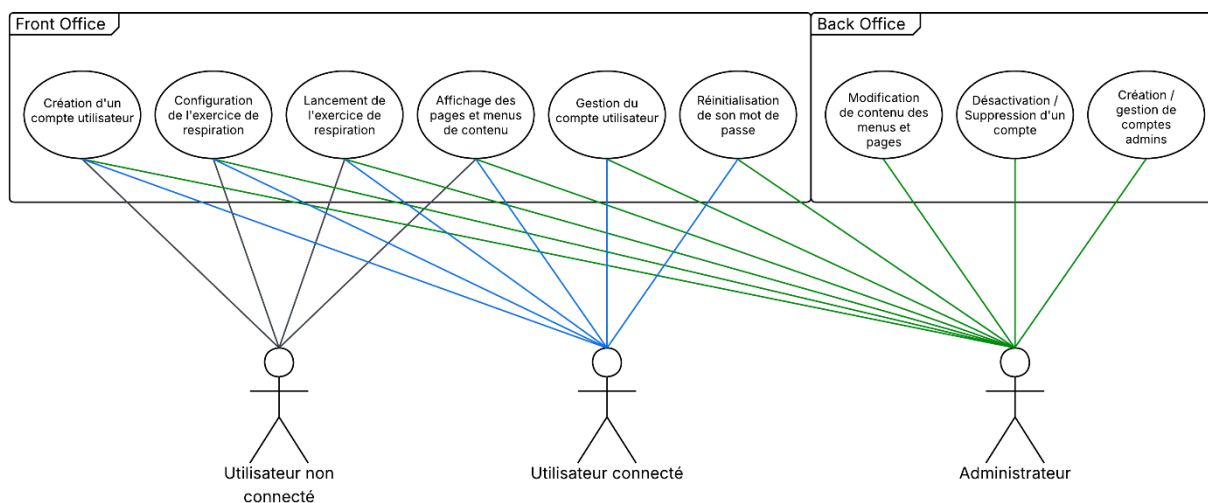 Front Office
Back Office
Création d'un
compte utilisateur
Configuration
de l'exercice de
respiration
Lancement de
l'exercice de
respiration
Affichage des
pages et menus
de contenu
Gestion du
compte utilisateur
Réinitialisation
de son mot de
passe
Modification
de contenu des
menus et
pages
Désactivation /
Suppression d'un
compte
Création /
gestion de
comptes
admins
Utilisateur non
connecté
Utilisateur connecté
Administrateur